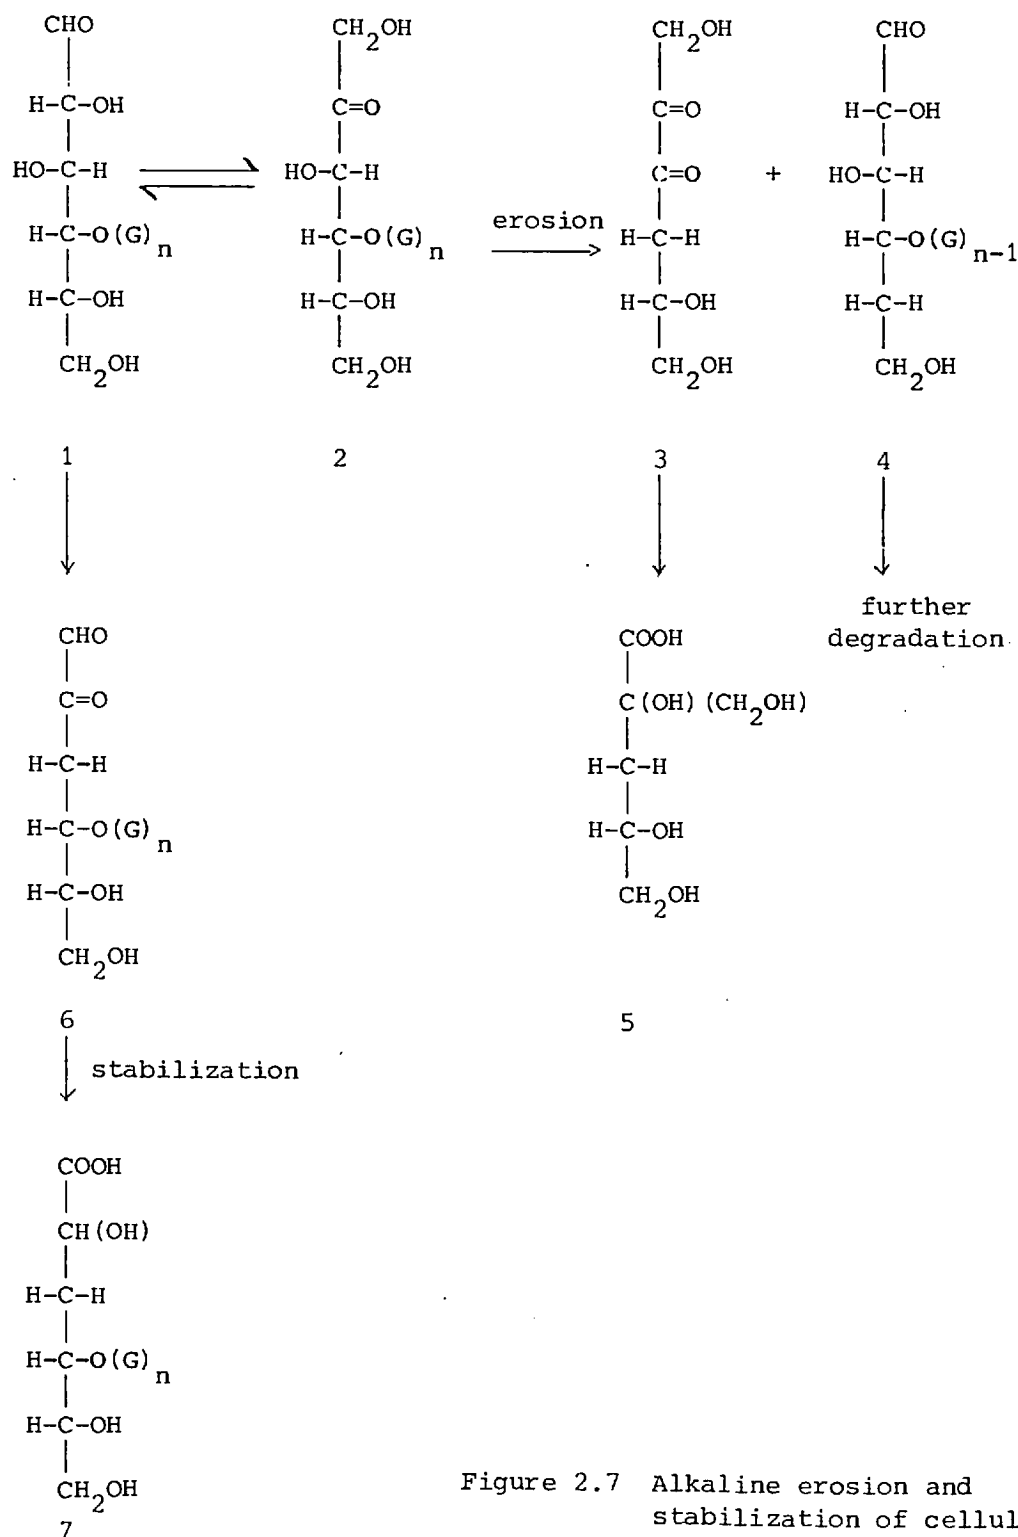 CHO
H-C-OH
HO-C-H
H-C-O(G)n
H-C-OH
CH2OH
1
CH2OH
C=O
HO-C-H
H-C-O(G)n
H-C-OH
CH2OH
2
erosion
CH2OH
C=O
C=O
H-C-H
H-C-OH
CH2OH
3
+
CHO
H-C-OH
HO-C-H
H-C-O(G)n-1
H-C-H
CH2OH
4
further
degradation
CHO
C=O
H-C-H
H-C-O(G)n
H-C-OH
CH2OH
6
COOH
C(OH)(CH2OH)
H-C-H
H-C-OH
CH2OH
5
stabilization
COOH
CH(OH)
H-C-H
H-C-O(G)n
H-C-OH
CH2OH
7
Figure 2.7 Alkaline erosion and
stabilization of cellul